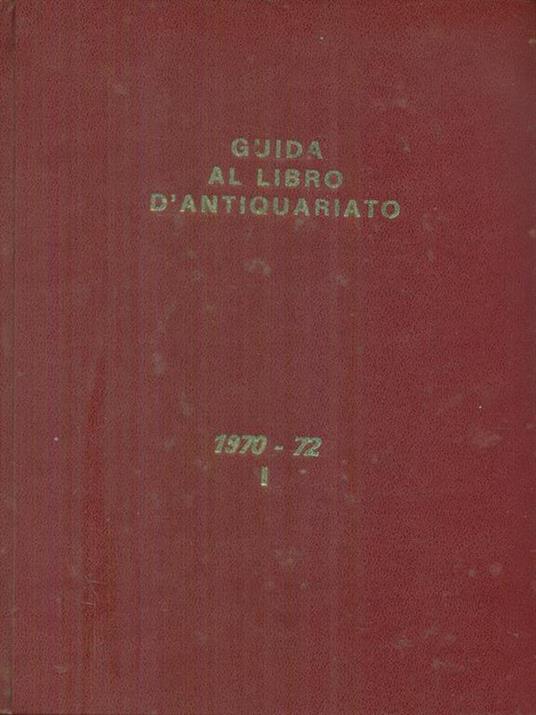 GUIDA
AL LIBRO
D'ANTIQUARIATO
1970 - 72
I